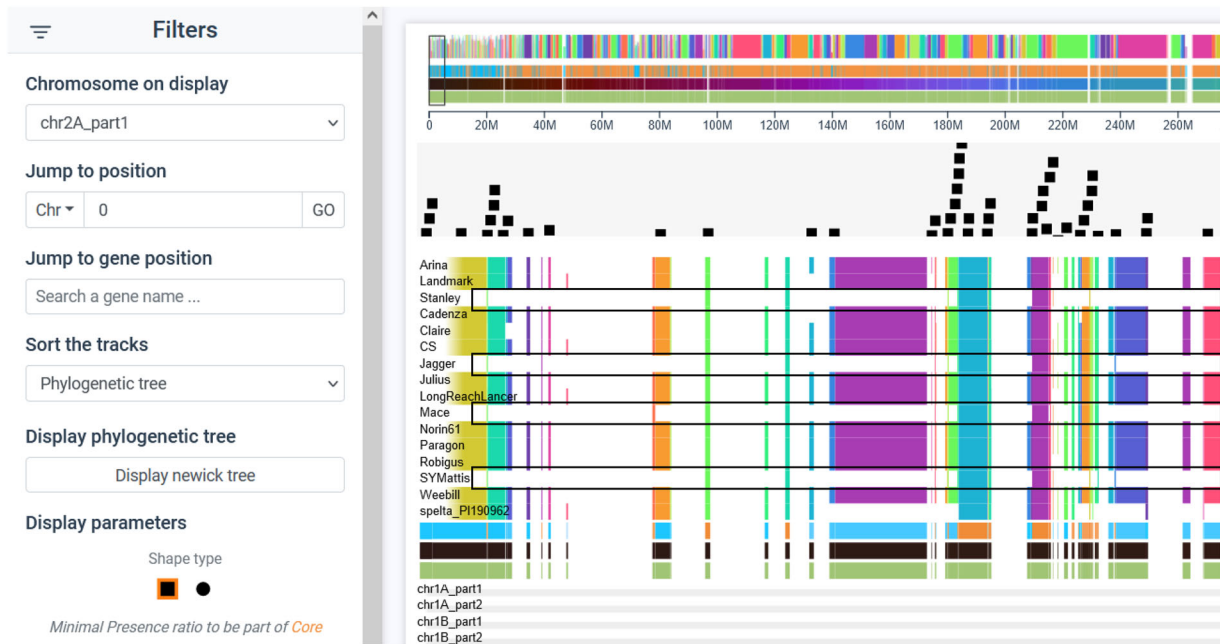 Filters
Chromosome on display
chr2A_part1
Jump to position
Chr 0 GO
Jump to gene position
Search a gene name ...
Sort the tracks
Phylogenetic tree
Display phylogenetic tree
Display newick tree
Display parameters
Shape type
Minimal Presence ratio to be part of Core
0 20M 40M 60M 80M 100M 120M 140M 160M 180M 200M 220M 240M 260M
Arina
Landmark
Stanley
Cadenza
Claire
CS
Jagger
Julius
LongReachLancer
Mace
Norin61
Paragon
Robigus
SYMattis
Weebill
spelta_PI190962
chr1A_part1
chr1A_part2
chr1B_part1
chr1B_part2